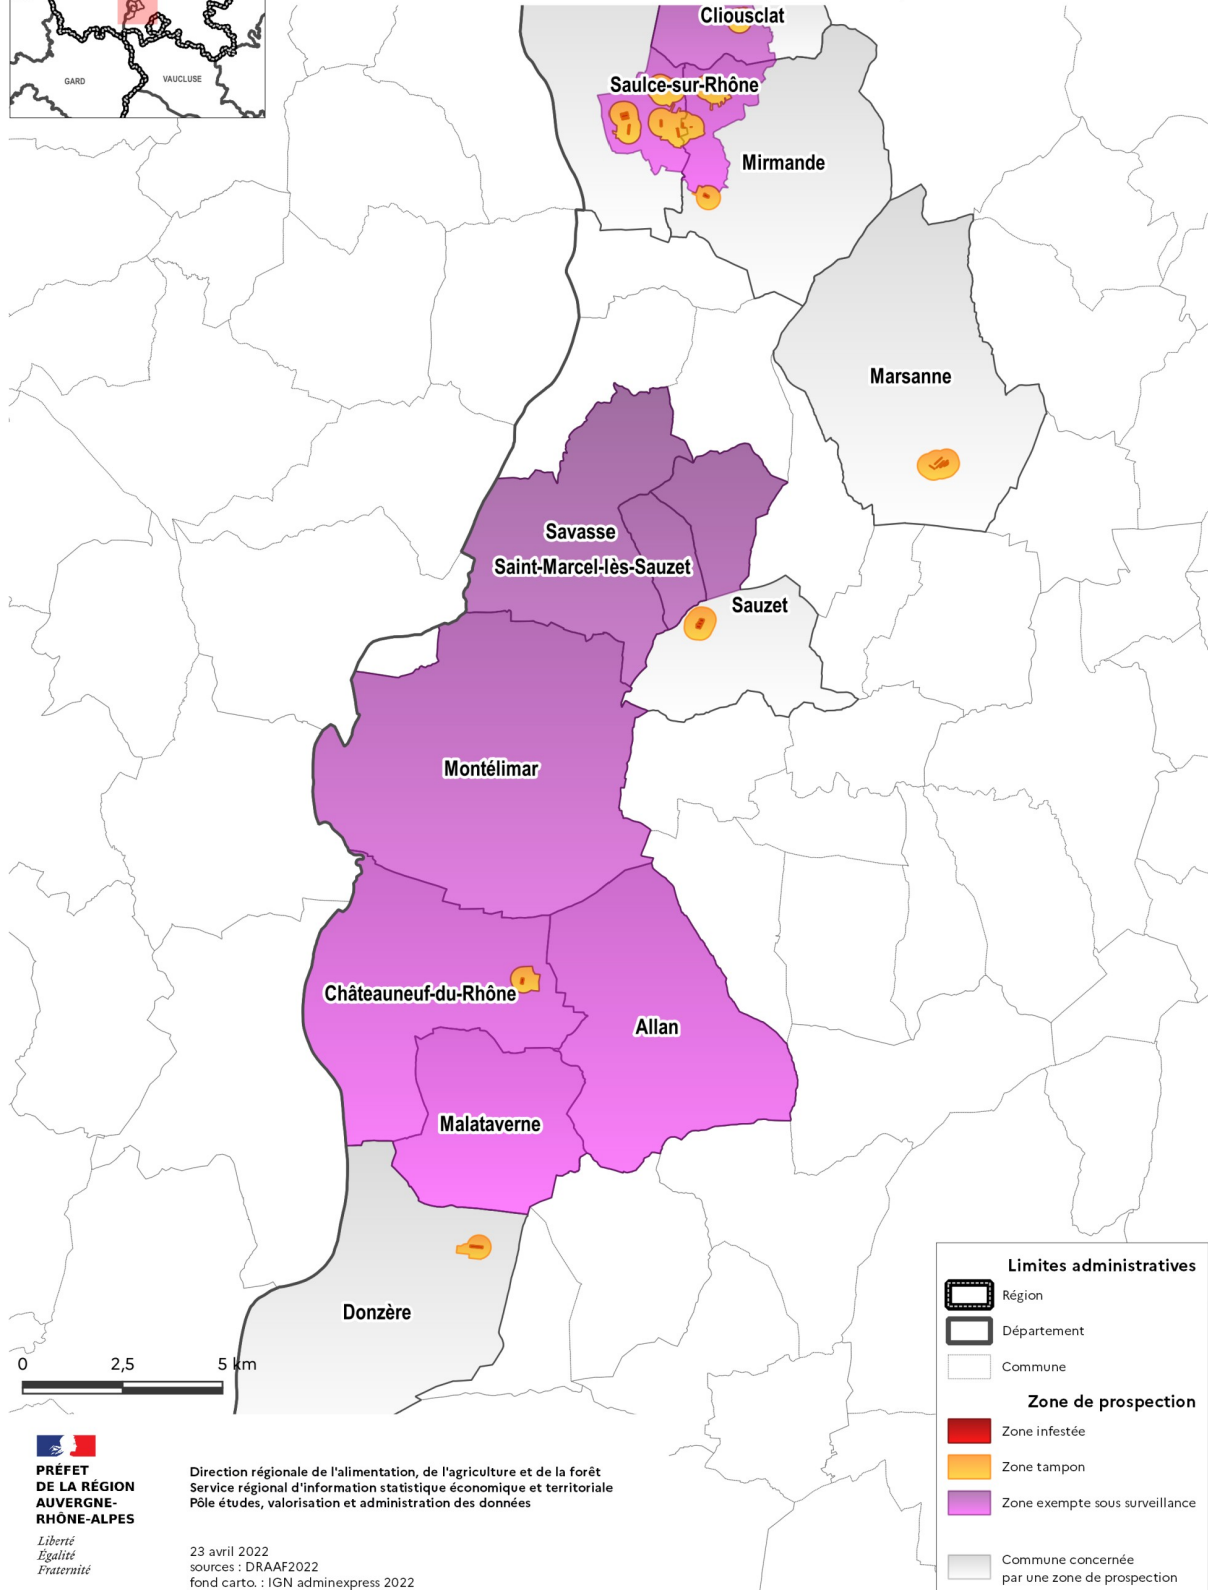 GARD
VAUCLUSE
Cliousclat
Saulce-sur-Rhône
Mirmande
Marsanne
Savasse
Saint-Marcel-lès-Sauzet
Sauzet
Montélimar
Châteauneuf-du-Rhône
Allan
Malataverne
Donzère
0 2,5 5 km
Limites administratives
Région
Département
Commune
Zone de prospection
Zone infestée
Zone tampon
Zone exempte sous surveillance
Commune concernée
par une zone de prospection
PRÉFET
DE LA RÉGION
AUVERGNE-
RHÔNE-ALPES
Liberté
Égalité
Fraternité
Direction régionale de l'alimentation, de l'agriculture et de la forêt
Service régional d'information statistique économique et territoriale
Pôle études, valorisation et administration des données
23 avril 2022
sources : DRAAF2022
fond carto. : IGN adminexpress 2022